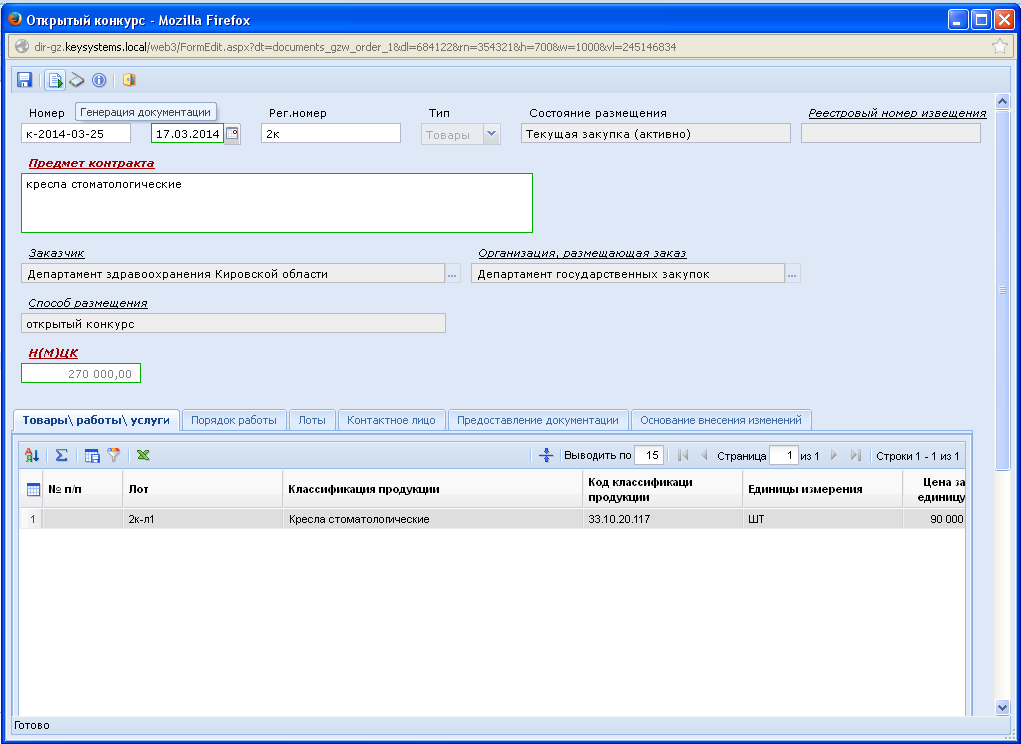 Открытый конкурс - Mozilla Firefox
dir-gz.keysystems.local/web3/FormEdit.aspx?dt=documents_gzw_order_1&dl=684122&rn=354321&h=700&w=1000&vl=245146834
Номер Генерация документации Рег.номер Тип Состояние размещения Реестровый номер извещения
к-2014-03-25 17.03.2014 2к Товары Текущая закупка (активно)
Предмет контракта
кресла стоматологические
Заказчик Организация, размещающая заказ
Департамент здравоохранения Кировской области ... Департамент государственных закупок ...
Способ размещения
открытый конкурс
Н(М)ЦК
270 000,00
Товары\ работы\ услуги Порядок работы Лоты Контактное лицо Предоставление документации Основание внесения изменений
Выводить по 15 Страница 1 из 1 Строки 1 - 1 из 1
№ п/п Лот Классификация продукции Код классификаци продукции Единицы измерения Цена за единицу
1 2к-л1 Кресла стоматологические 33.10.20.117 ШТ 90 000
Готово